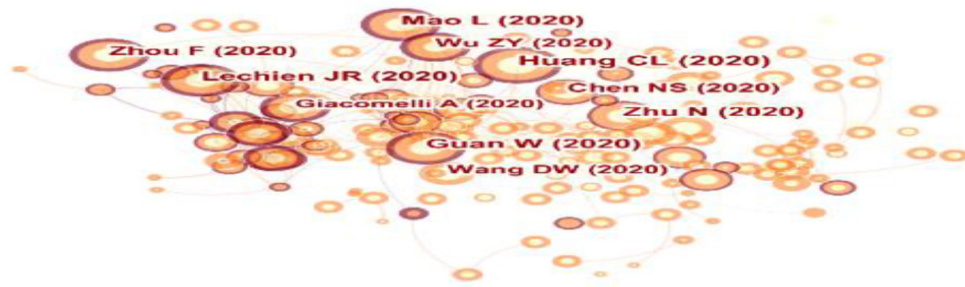 Mao L (2020)
Wu ZY (2020)
Zhou F (2020)
Huang CL (2020)
Lechien JR (2020)
Chen NS (2020)
Giacomelli A (2020)
Zhu N (2020)
Guan W (2020)
Wang DW (2020)